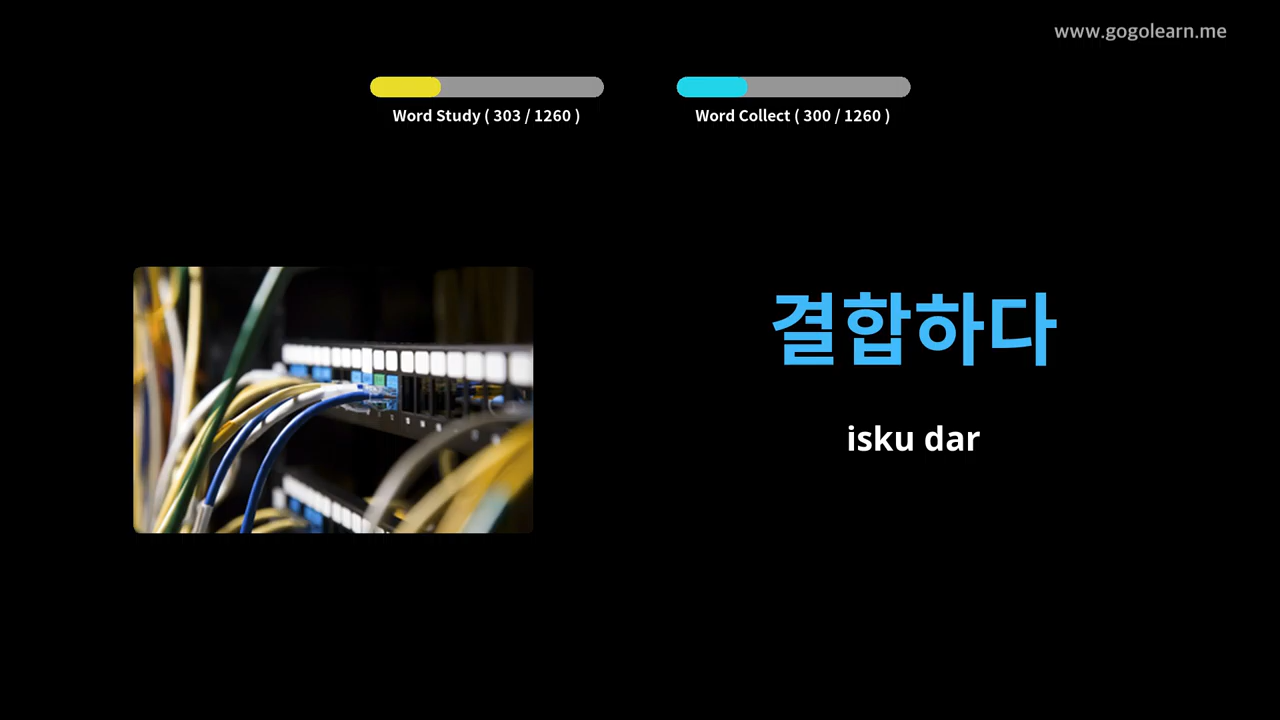 www.gogolearn.me
Word Study ( 303 / 1260 )
Word Collect ( 300 / 1260 )
결합하다
isku dar